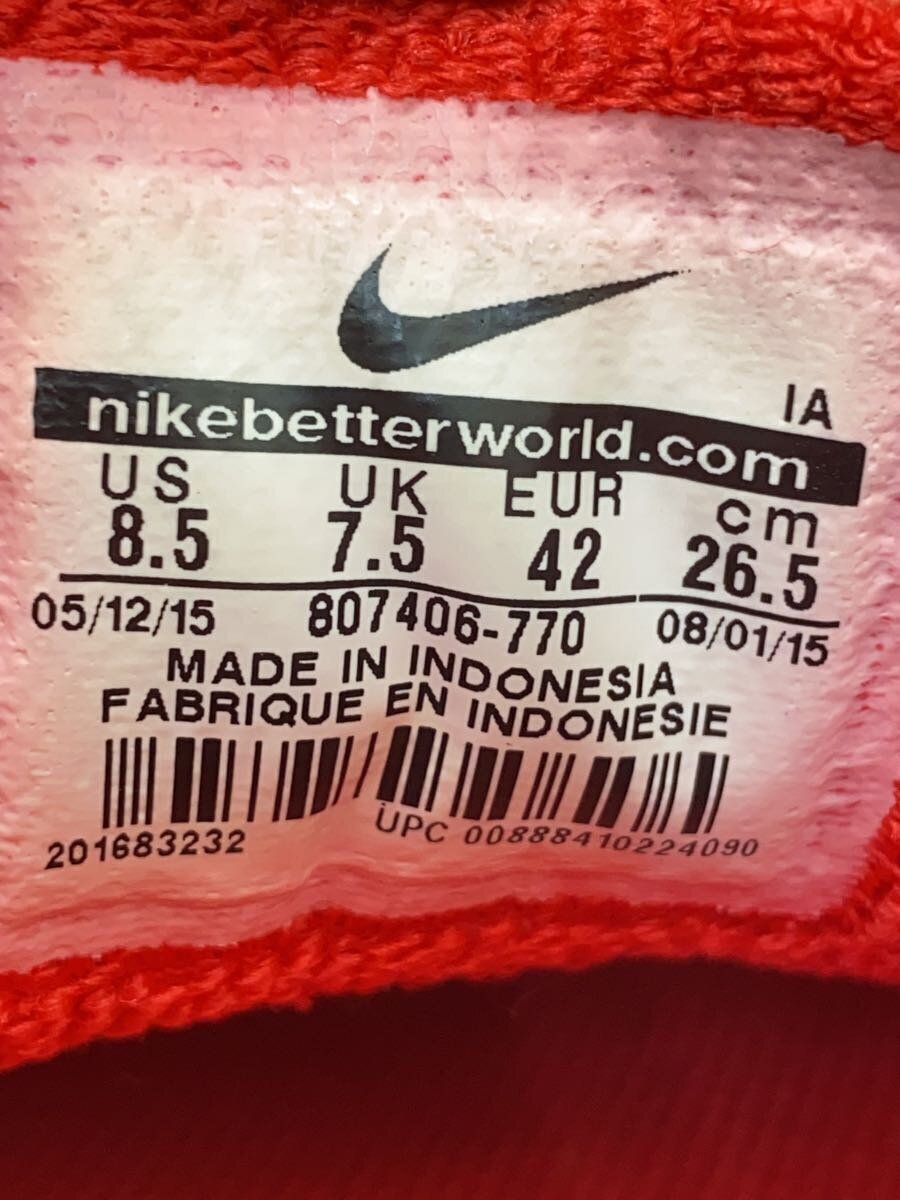 IA
nikebetterworld.com
US UK EUR cm
8.5 7.5 42 26.5
05/12/15 807406-770 08/01/15
MADE IN INDONESIA
FABRIQUE EN INDONESIE
201683232 UPC 00888410224090